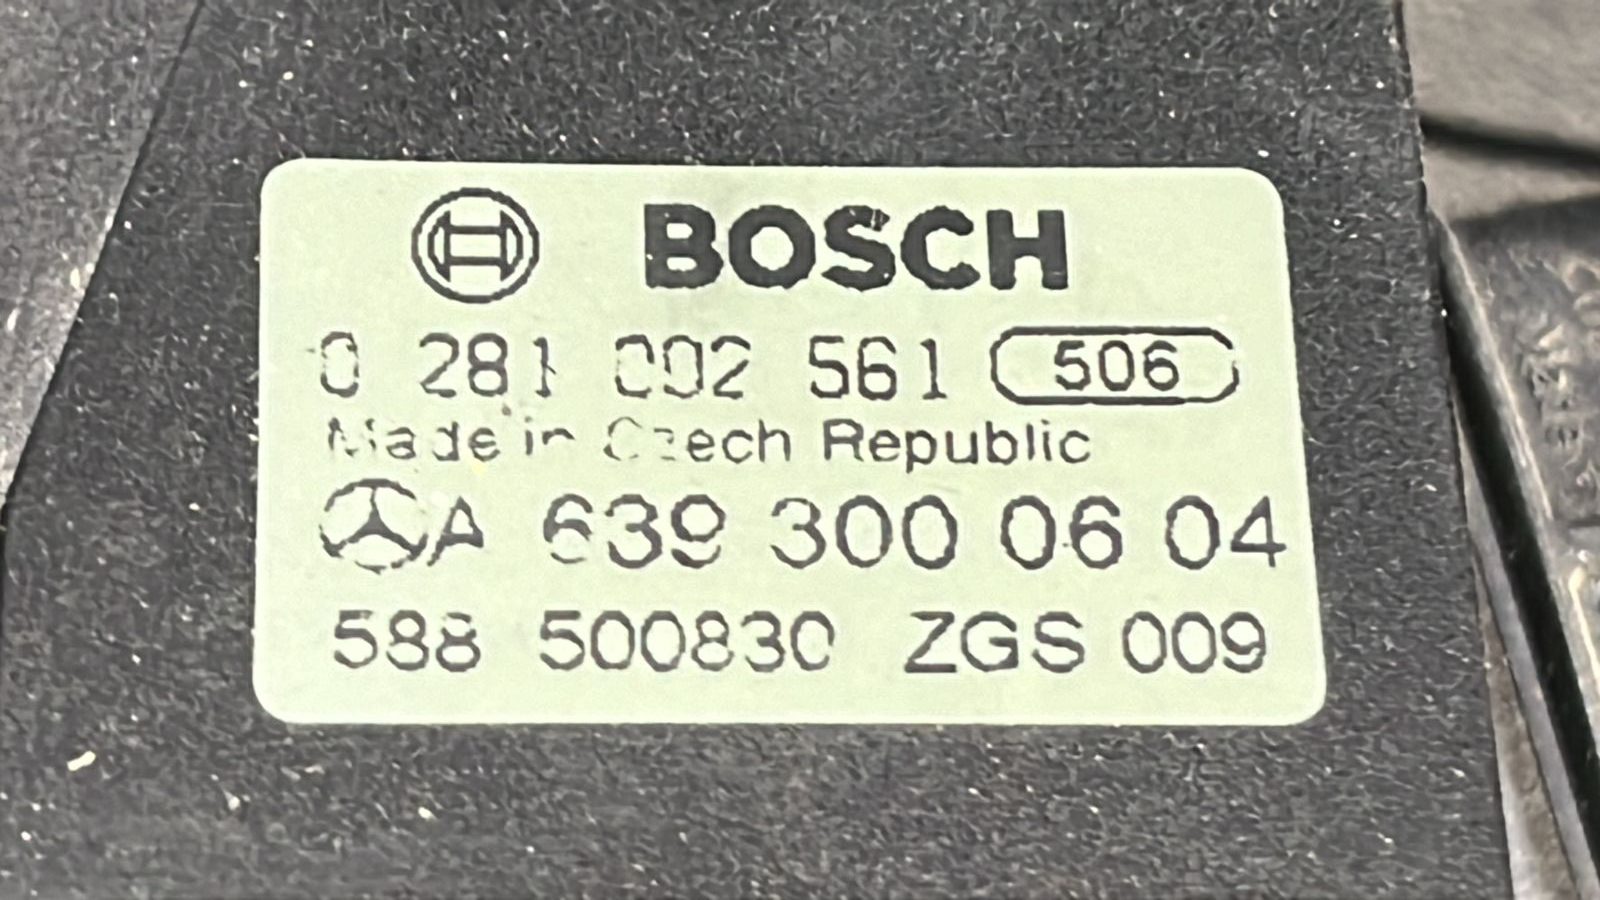 BOSCH
0 281 002 561 506
Made in Czech Republic
A 639 300 06 04
588 500830 ZGS 009